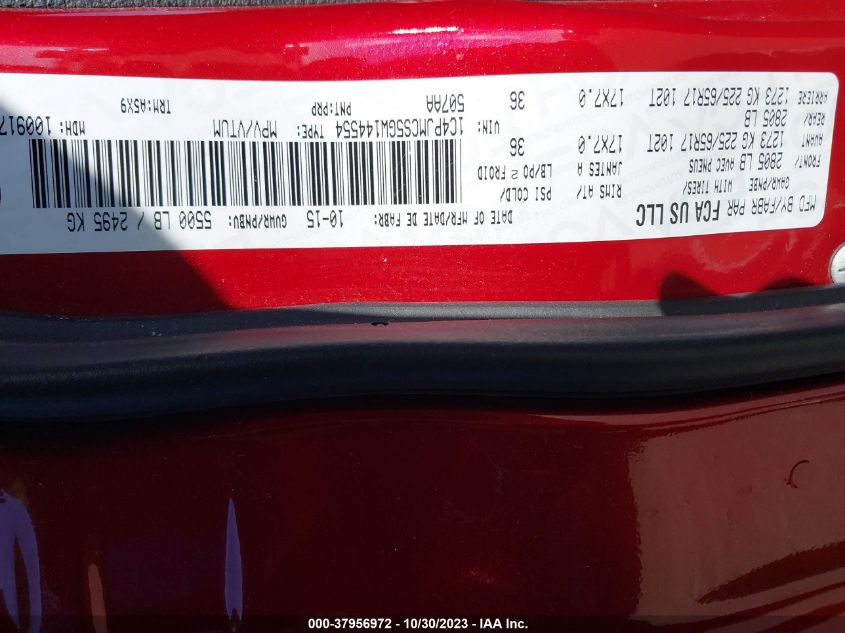 MFD BY/FABR PAR FCA US LLC DATE OF MFR/DATE DE FABR: 10-15 GVWR/PNBV: 5500 LB / 2495 KG
GAWR/PNBE WITH TIRES/ RIMS AT/ PSI COLD/
FRONT/ 2805 LB AVEC PNEUS JANTES A LB/PO 2 FROID
AVANT 1273 KG 225/65R17 102T 17X7.0 36
REAR/ 2805 LB
ARRIERE 1273 KG 225/65R17 102T 17X7.0 36
VIN: 1C4PJMCS5GW144554 TYPE: MPV/VTUM MDH: 100917
507AA PNT:PRP TRM:A5X9
000-37956972 / 10/30/2023 - IAA Inc.